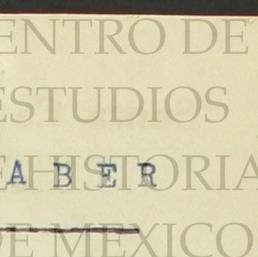 ENTRO DE
ESTUDIOS
E HISTORIA
A B E R
DE MEXICO